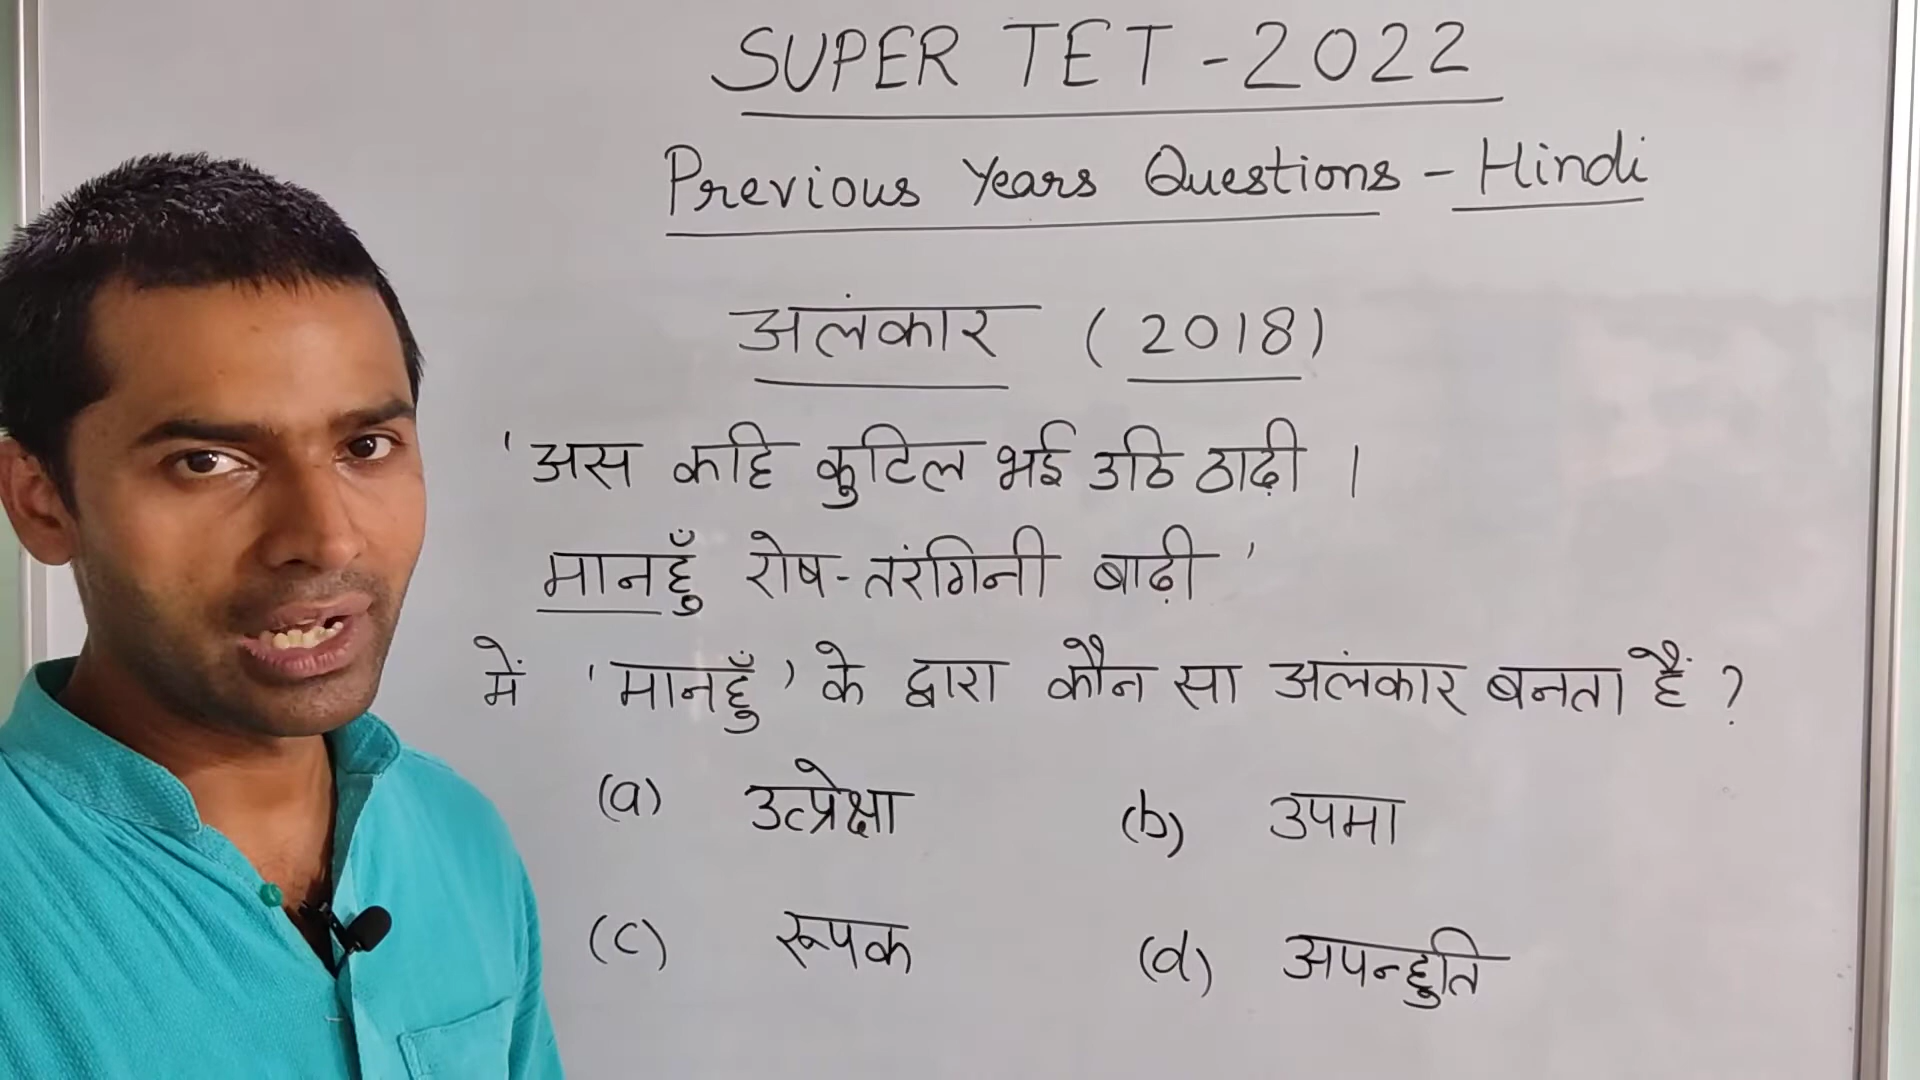 SUPER TET - 2022
Previous Years Questions - Hindi
अलंकार (2018)
'अस कहि कुटिल भई उठि ठाढ़ी ।
मानहुँ रोष-तरंगिनी बाढ़ी'
में 'मानहुँ' के द्वारा कौन सा अलंकार बनता हैं ?
(a) उत्प्रेक्षा (b) उपमा
(c) रूपक (d) अपन्हुति